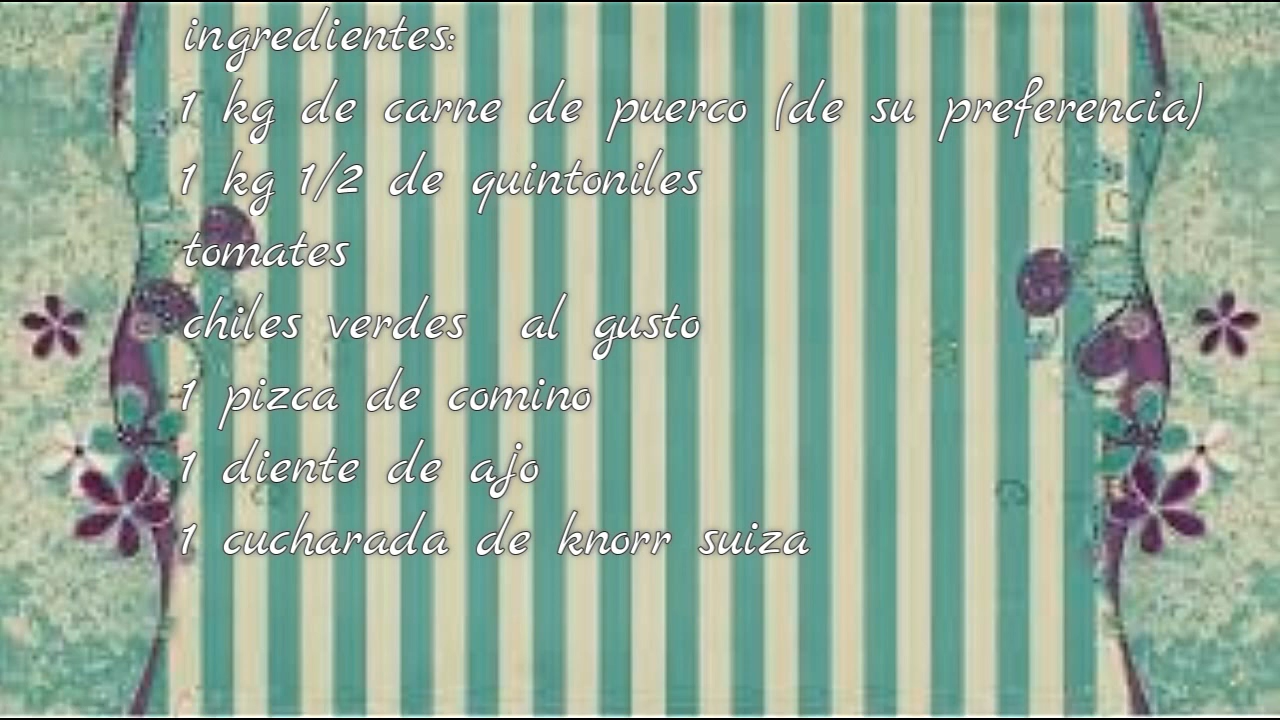 ingredientes:
1 kg de carne de puerco (de su preferencia)
1 kg 1/2 de quintoniles
tomates
chiles verdes al gusto
1 pizca de comino
1 diente de ajo
1 cucharada de knorr suiza